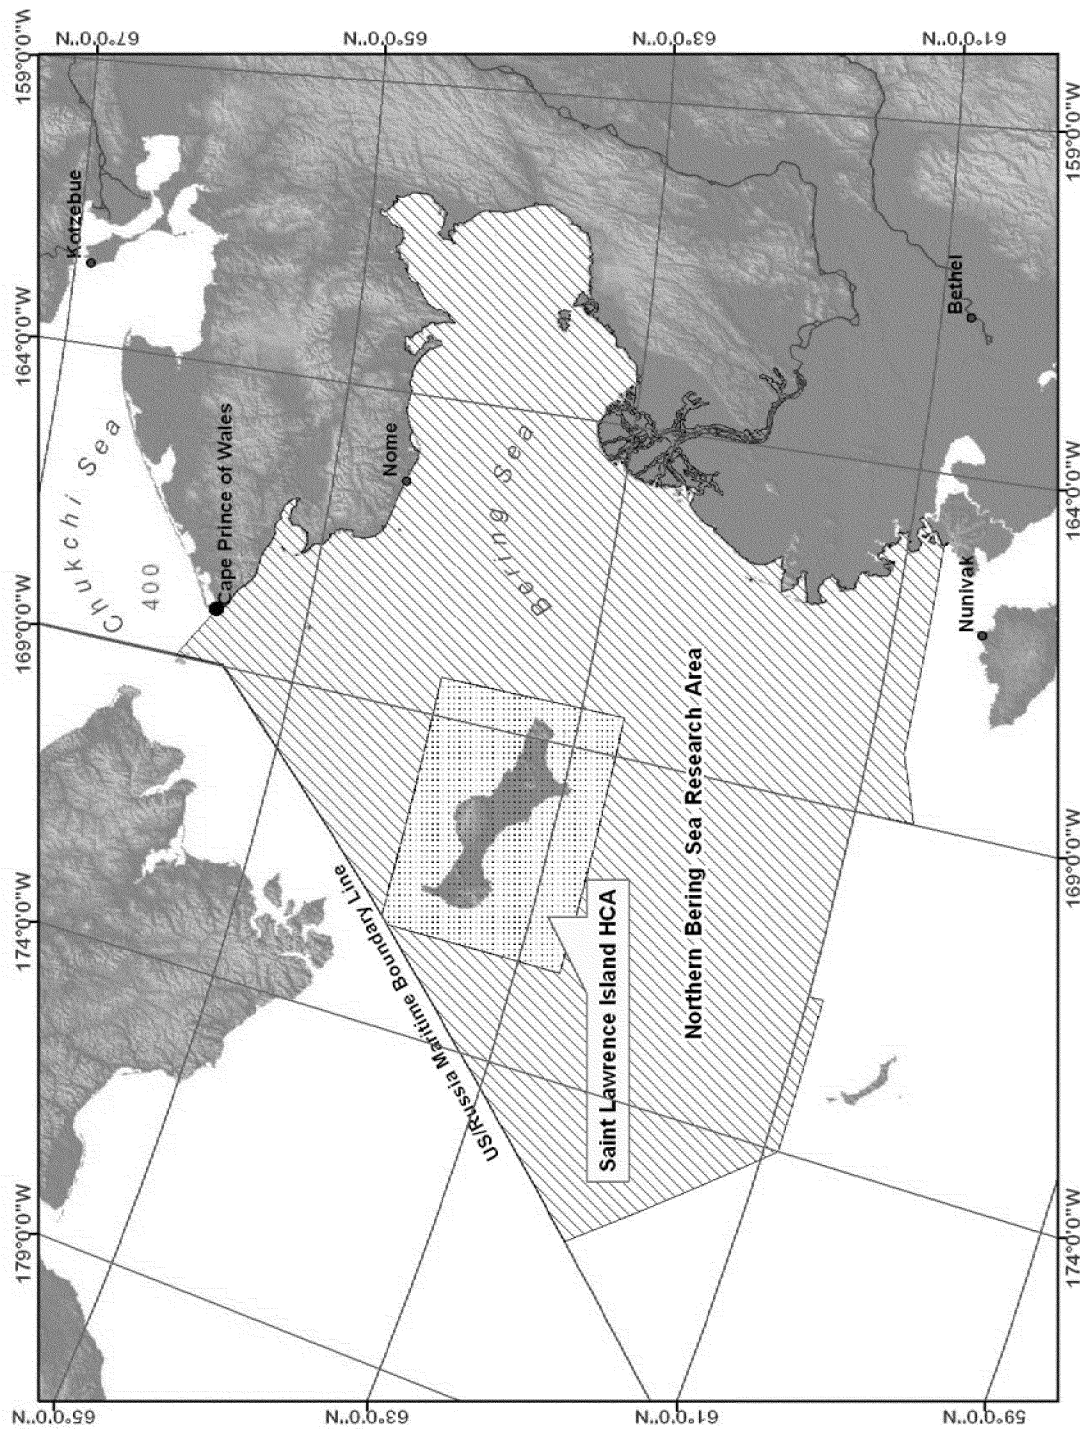 179°0'0"W
174°0'0"W
169°0'0"W
164°0'0"W
159°0'0"W
67°0'0"N
65°0'0"N
63°0'0"N
61°0'0"N
Kotzebue
Chukchi Sea
400
Cape Prince of Wales
Nome
Bering Sea
US/Russia Maritime Boundary Line
Saint Lawrence Island HCA
Northern Bering Sea Research Area
Bethel
Nunivak
65°0'0"N
63°0'0"N
61°0'0"N
59°0'0"N
174°0'0"W
169°0'0"W
164°0'0"W
159°0'0"W